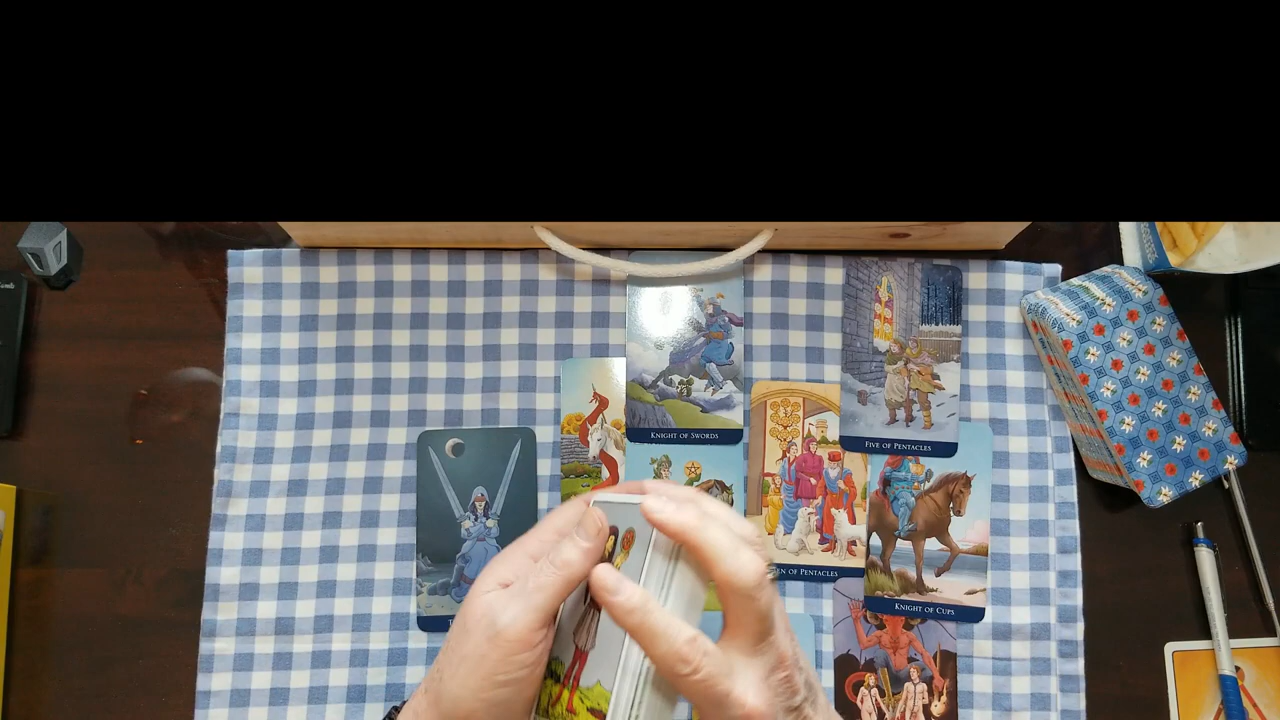 KNIGHT OF SWORDS
FIVE OF PENTACLES
EN OF PENTACLES
KNIGHT OF CUPS
T